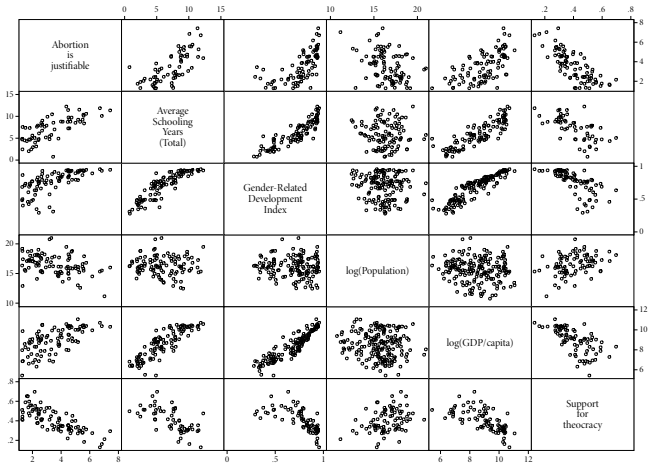 0 5 10 15 10 15 20 .2 .4 .6 .8
Abortion
is
justifiable
8
6
4
2
15
10
5
0
Average
Schooling
Years
(Total)
Gender-Related
Development
Index
1
.5
0
20
15
10
log(Population)
log(GDP/capita)
12
10
8
6
.8
.6
.4
.2
Support
for
theocracy
2 4 6 8 0 .5 1 6 8 10 12